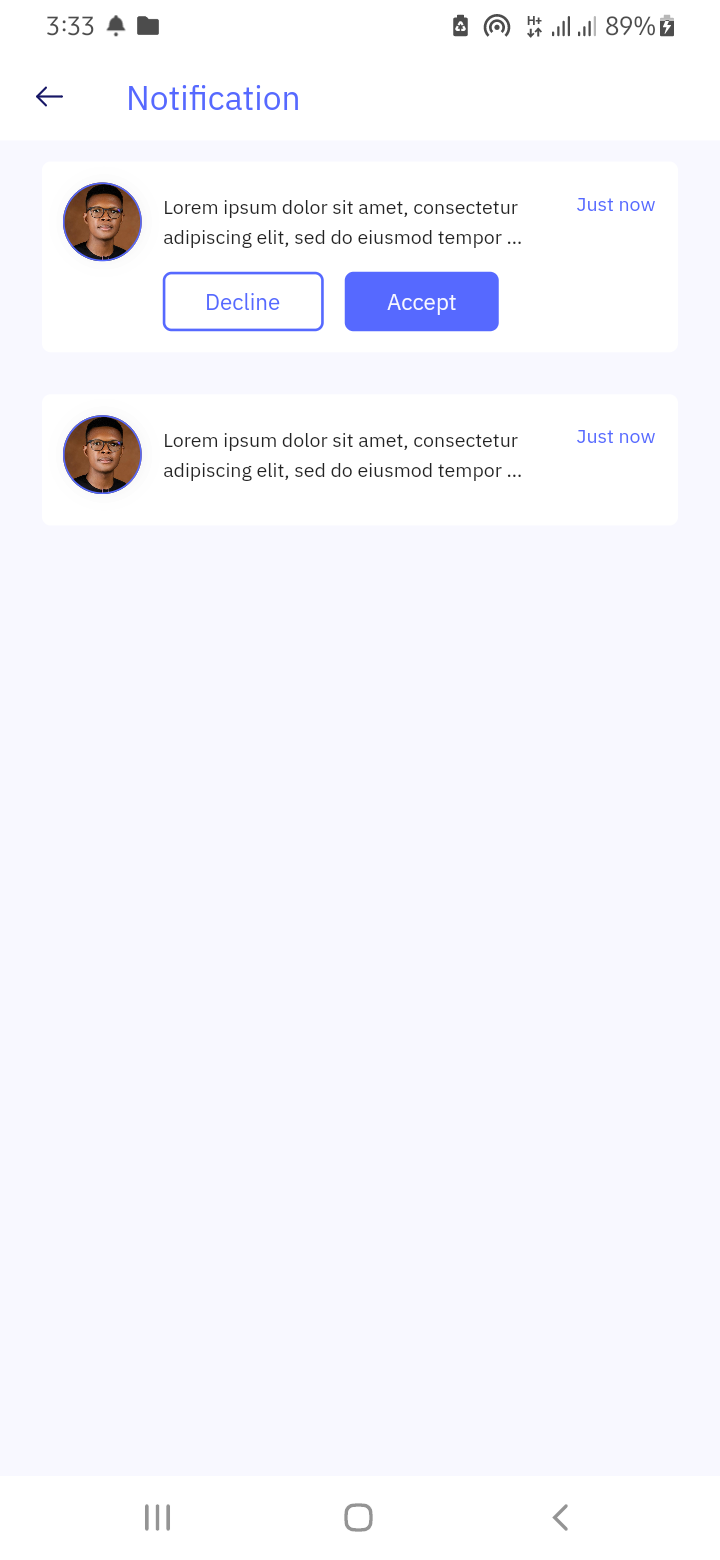 3:33 H+ 89%
Notification
Lorem ipsum dolor sit amet, consectetur Just now
adipiscing elit, sed do eiusmod tempor ...
Decline Accept
Lorem ipsum dolor sit amet, consectetur Just now
adipiscing elit, sed do eiusmod tempor ...